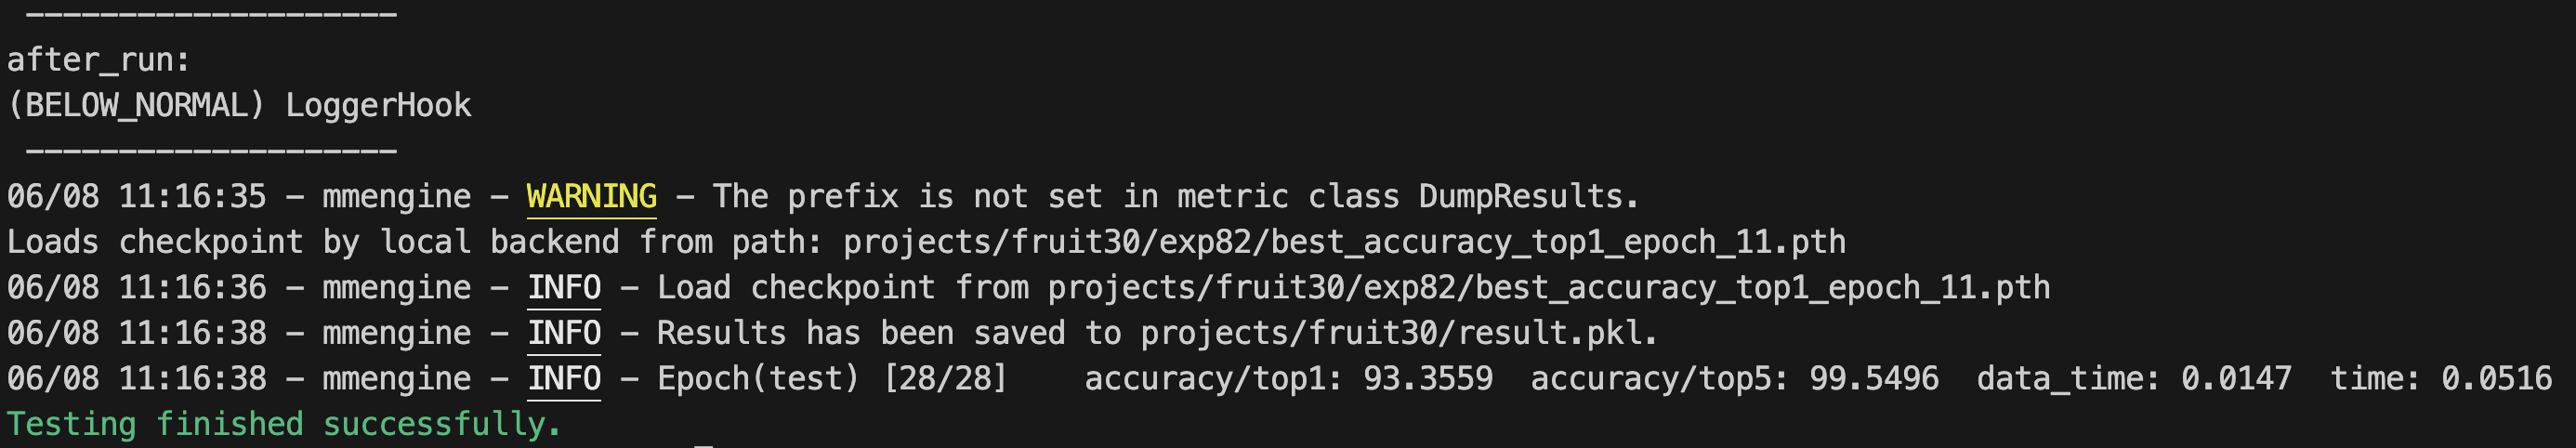 --------------------
after_run:
(BELOW_NORMAL) LoggerHook
--------------------
06/08 11:16:35 - mmengine - WARNING - The prefix is not set in metric class DumpResults.
Loads checkpoint by local backend from path: projects/fruit30/exp82/best_accuracy_top1_epoch_11.pth
06/08 11:16:36 - mmengine - INFO - Load checkpoint from projects/fruit30/exp82/best_accuracy_top1_epoch_11.pth
06/08 11:16:38 - mmengine - INFO - Results has been saved to projects/fruit30/result.pkl.
06/08 11:16:38 - mmengine - INFO - Epoch(test) [28/28]    accuracy/top1: 93.3559  accuracy/top5: 99.5496  data_time: 0.0147  time: 0.0516
Testing finished successfully.